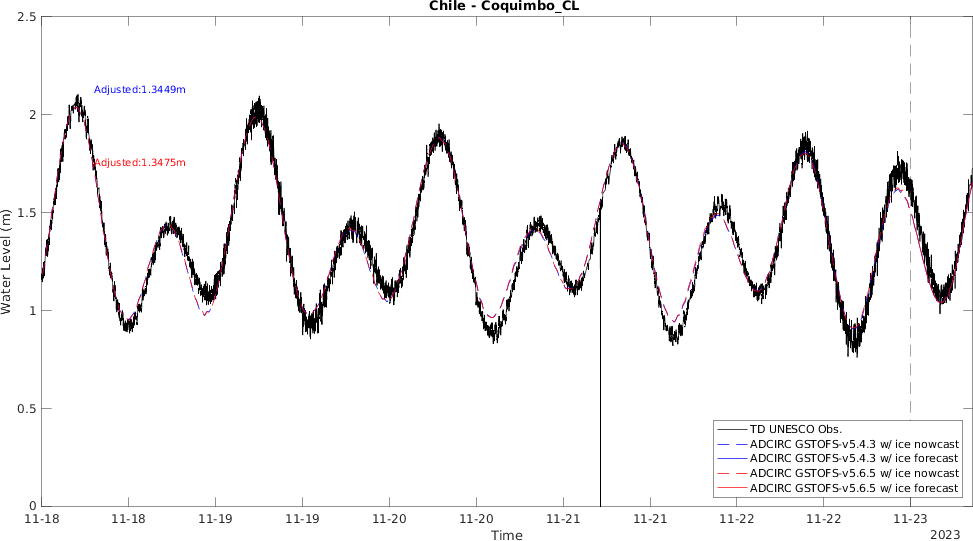 Chile - Coquimbo_CL
2.5
2
1.5
1
0.5
0
Water Level (m)
Adjusted:1.3449m
Adjusted:1.3475m
TD UNESCO Obs.
ADCIRC GSTOFS-v5.4.3 w/ ice nowcast
ADCIRC GSTOFS-v5.4.3 w/ ice forecast
ADCIRC GSTOFS-v5.6.5 w/ ice nowcast
ADCIRC GSTOFS-v5.6.5 w/ ice forecast
11-18 11-18 11-19 11-19 11-20 11-20 11-21 11-21 11-22 11-22 11-23
Time
2023